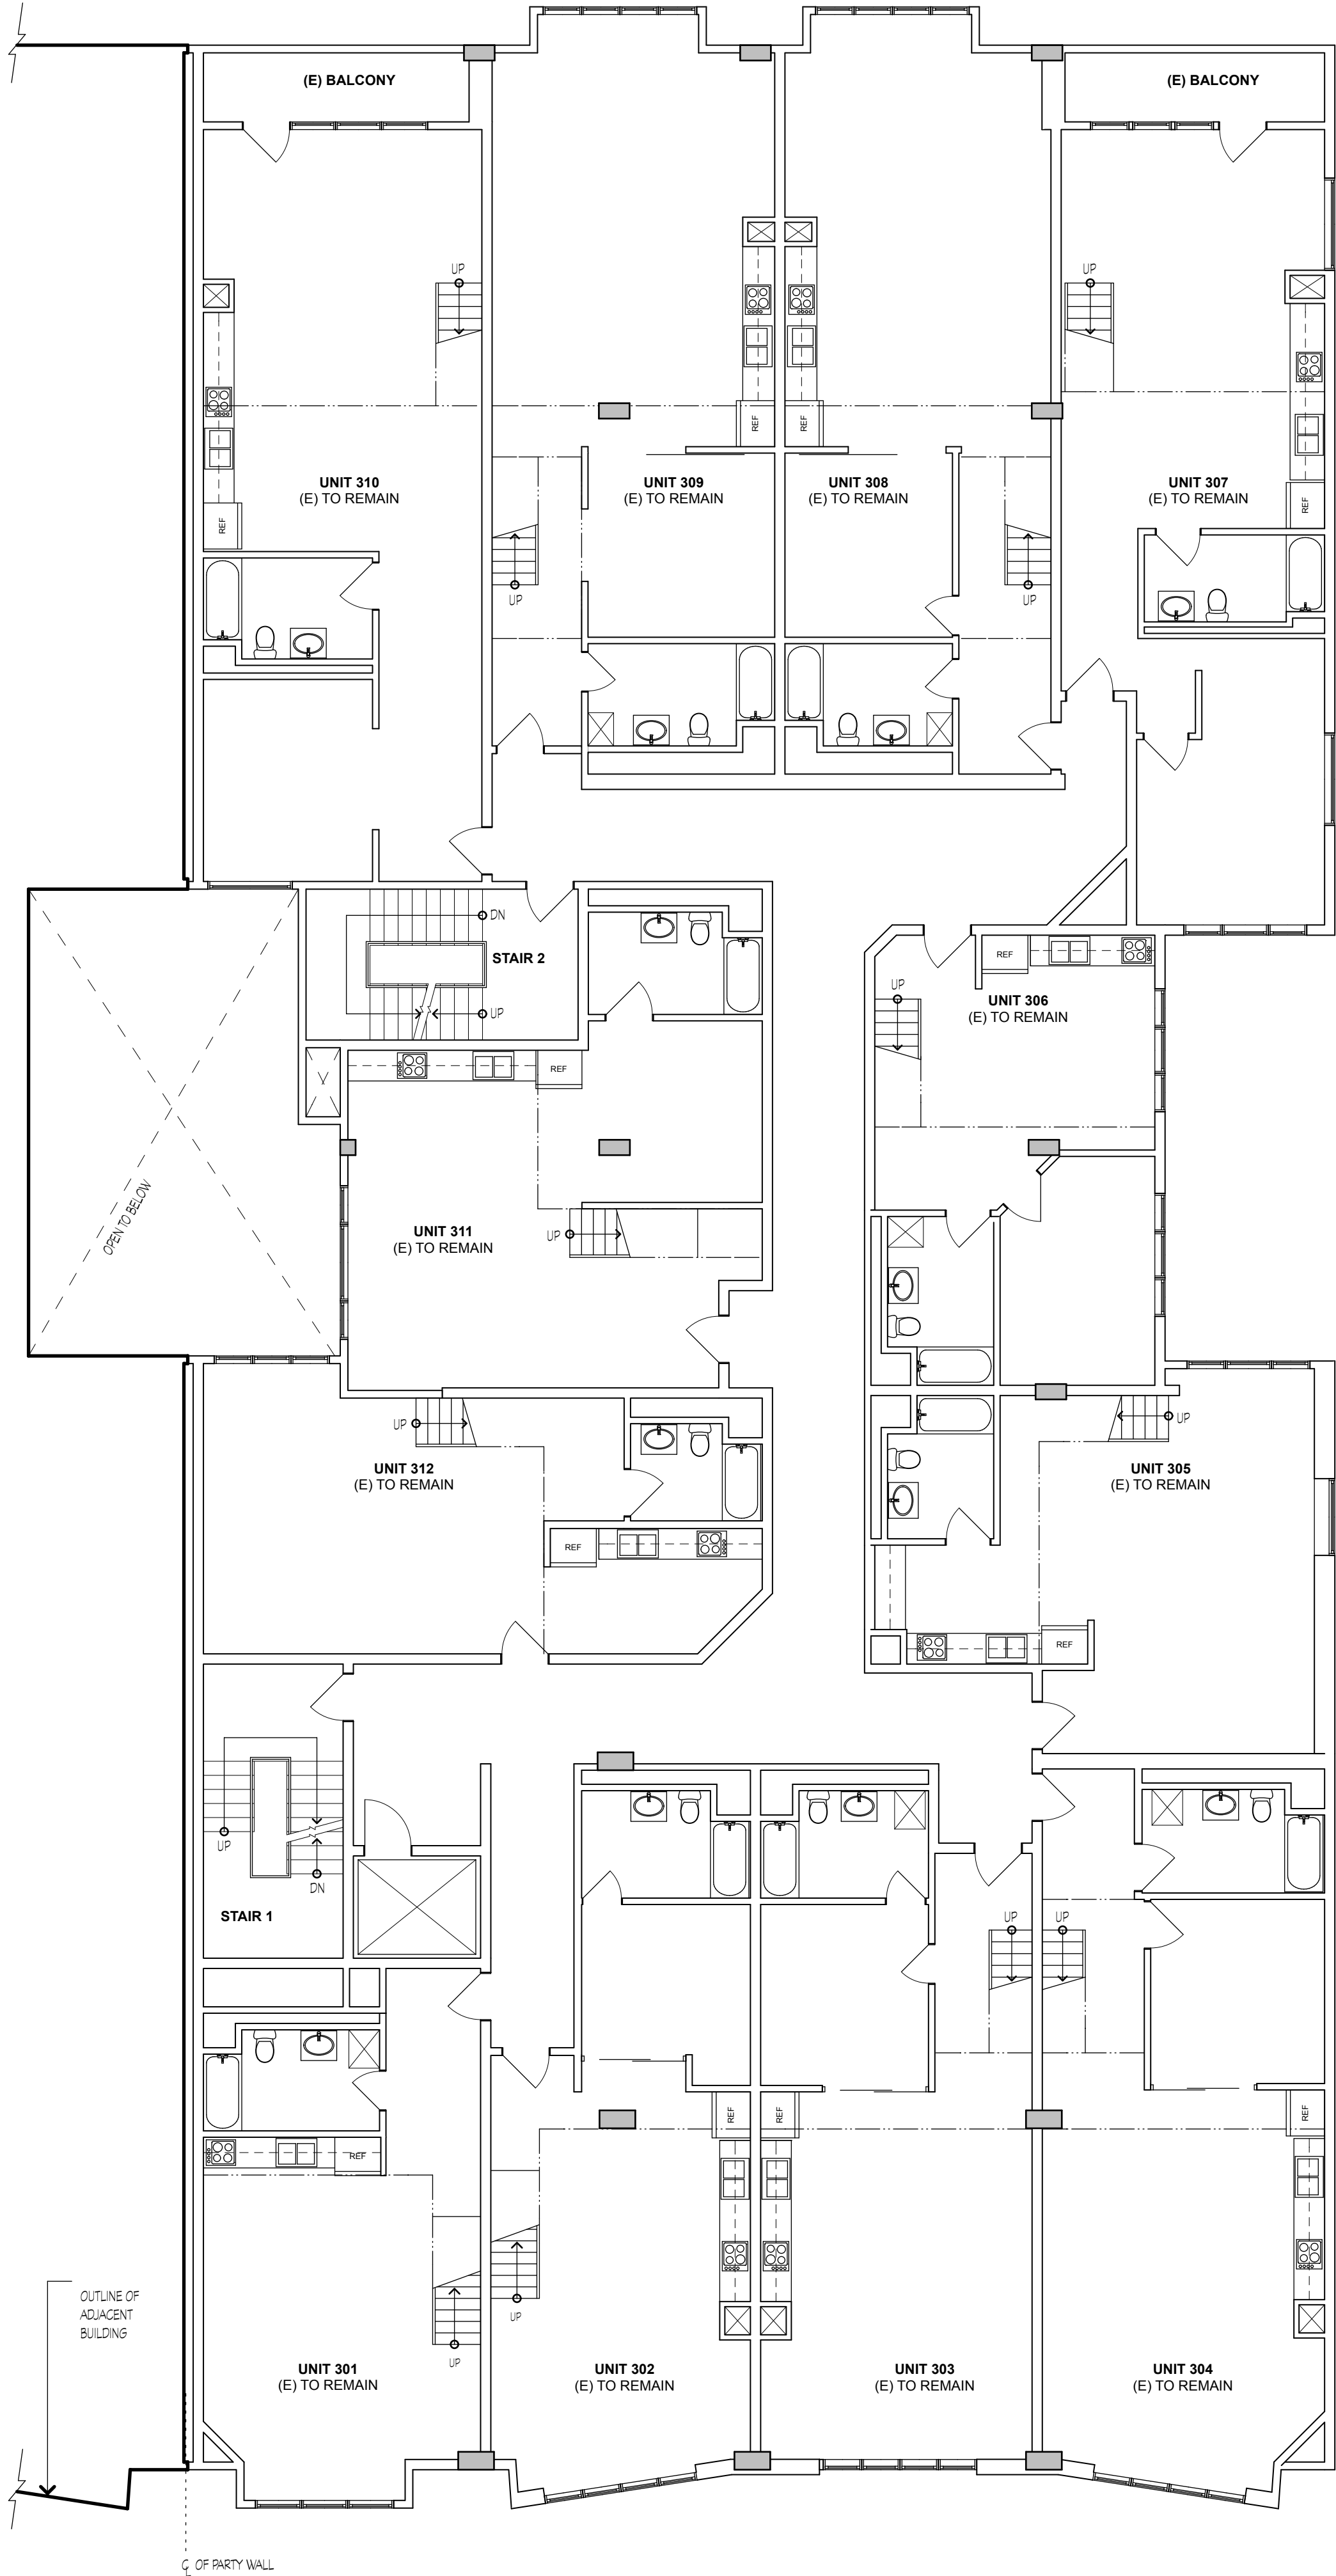 (E) BALCONY
(E) BALCONY
UP
UP
REF
REF
UNIT 310
(E) TO REMAIN
UNIT 309
(E) TO REMAIN
UNIT 308
(E) TO REMAIN
UNIT 307
(E) TO REMAIN
REF
REF
UP
UP
DN
STAIR 2
UP
REF
UP
UNIT 306
(E) TO REMAIN
REF
OPEN TO BELOW
UNIT 311
(E) TO REMAIN
UP
UP
UP
UNIT 312
(E) TO REMAIN
UNIT 305
(E) TO REMAIN
REF
REF
UP
DN
STAIR 1
UP
UP
REF
REF
REF
REF
OUTLINE OF
ADJACENT
BUILDING
UP
UP
UNIT 301
(E) TO REMAIN
UNIT 302
(E) TO REMAIN
UNIT 303
(E) TO REMAIN
UNIT 304
(E) TO REMAIN
℄ OF PARTY WALL